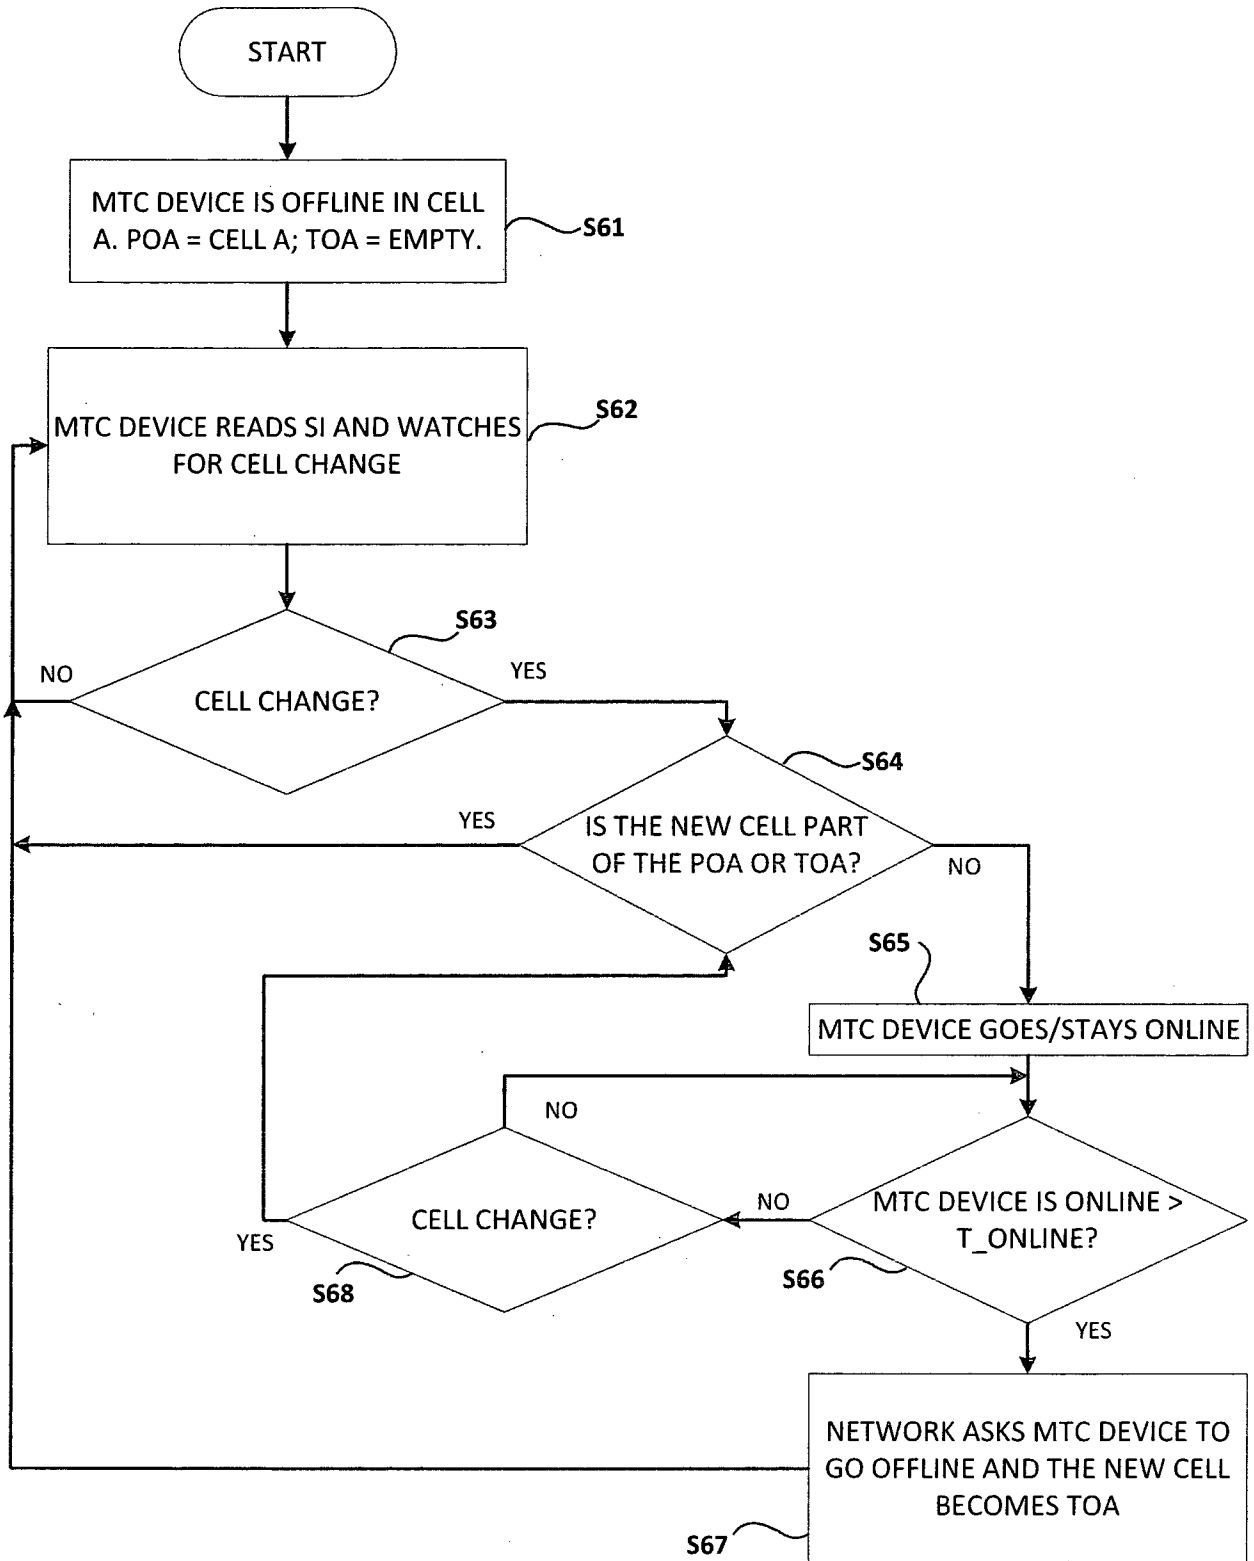 START
MTC DEVICE IS OFFLINE IN CELL
A. POA = CELL A; TOA = EMPTY.
S61
MTC DEVICE READS SI AND WATCHES
FOR CELL CHANGE
S62
CELL CHANGE?
S63
NO
YES
IS THE NEW CELL PART
OF THE POA OR TOA?
S64
YES
NO
S65
MTC DEVICE GOES/STAYS ONLINE
MTC DEVICE IS ONLINE >
T_ONLINE?
S66
NO
YES
CELL CHANGE?
S68
NO
YES
NETWORK ASKS MTC DEVICE TO
GO OFFLINE AND THE NEW CELL
BECOMES TOA
S67